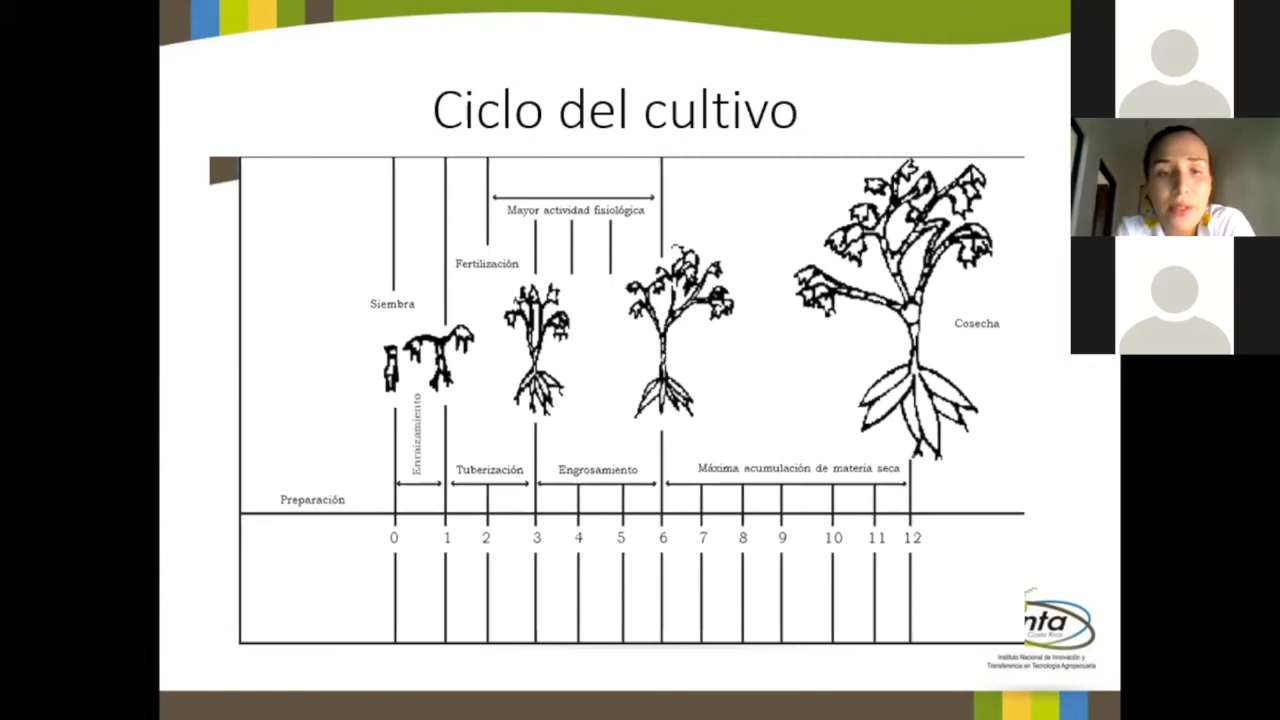 Ciclo del cultivo
Mayor actividad fisiológica
Fertilización
Siembra
Cosecha
Enraizamiento
Tuberización
Engrosamiento
Máxima acumulación de materia seca
Preparación
0 1 2 3 4 5 6 7 8 9 10 11 12
nta
Costa Rica
Instituto Nacional de Innovación y
Transferencia en Tecnología Agropecuaria